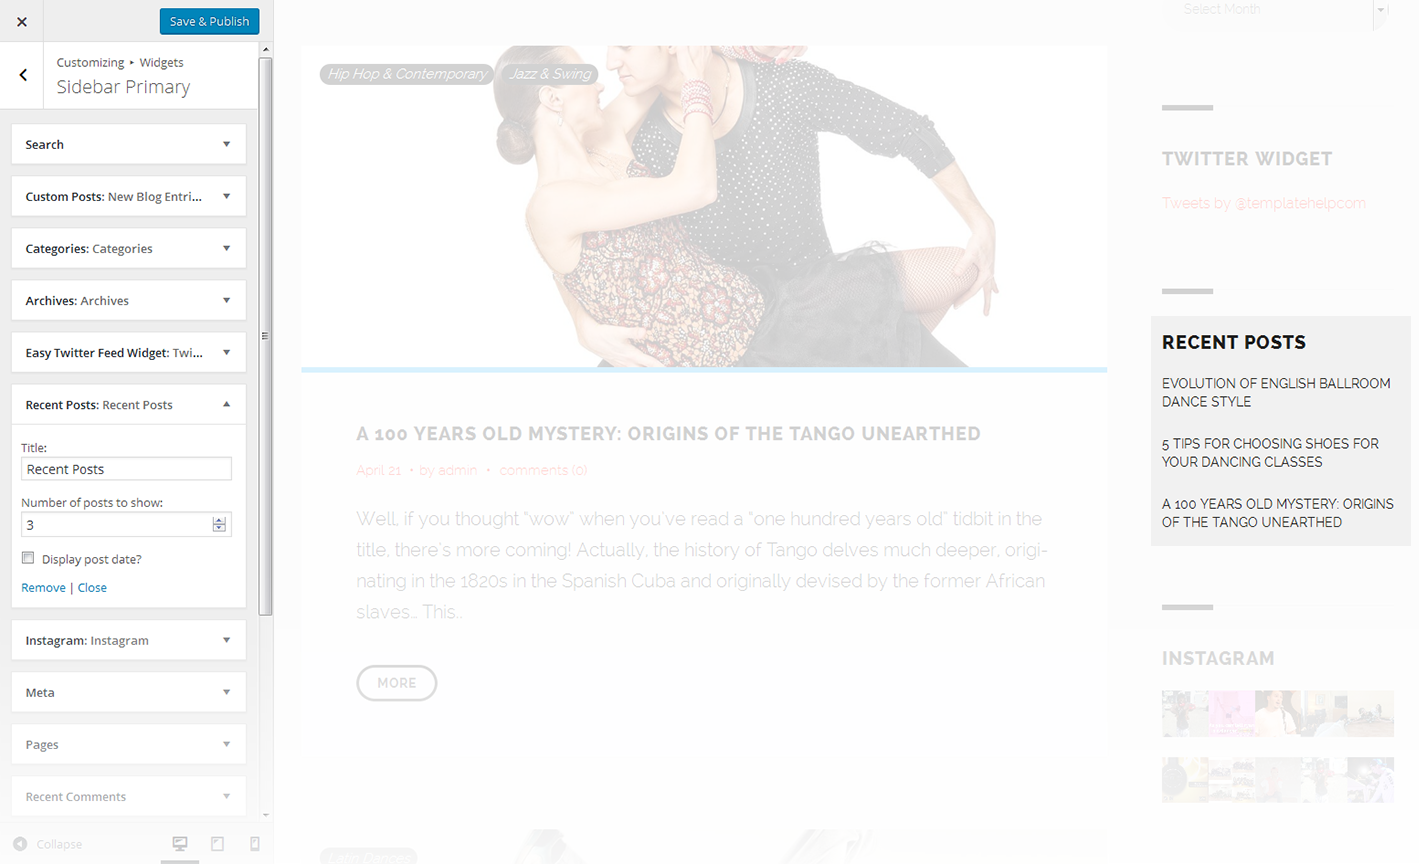 Save & Publish
Customizing ▸ Widgets
Sidebar Primary
Search
Custom Posts: New Blog Entri...
Categories: Categories
Archives: Archives
Easy Twitter Feed Widget: Twi...
Recent Posts: Recent Posts
Title:
Recent Posts
Number of posts to show:
3
Display post date?
Remove | Close
Instagram: Instagram
Meta
Pages
Recent Comments
Collapse
Hip Hop & Contemporary
Jazz & Swing
A 100 YEARS OLD MYSTERY: ORIGINS OF THE TANGO UNEARTHED
April 21 • by admin • comments (0)
Well, if you thought “wow” when you’ve read a “one hundred years old” tidbit in the
title, there’s more coming! Actually, the history of Tango delves much deeper, origi-
nating in the 1820s in the Spanish Cuba and originally devised by the former African
slaves… This..
MORE
Latin Dances
Select Month
TWITTER WIDGET
Tweets by @templatehelpcom
RECENT POSTS
EVOLUTION OF ENGLISH BALLROOM
DANCE STYLE
5 TIPS FOR CHOOSING SHOES FOR
YOUR DANCING CLASSES
A 100 YEARS OLD MYSTERY: ORIGINS
OF THE TANGO UNEARTHED
INSTAGRAM